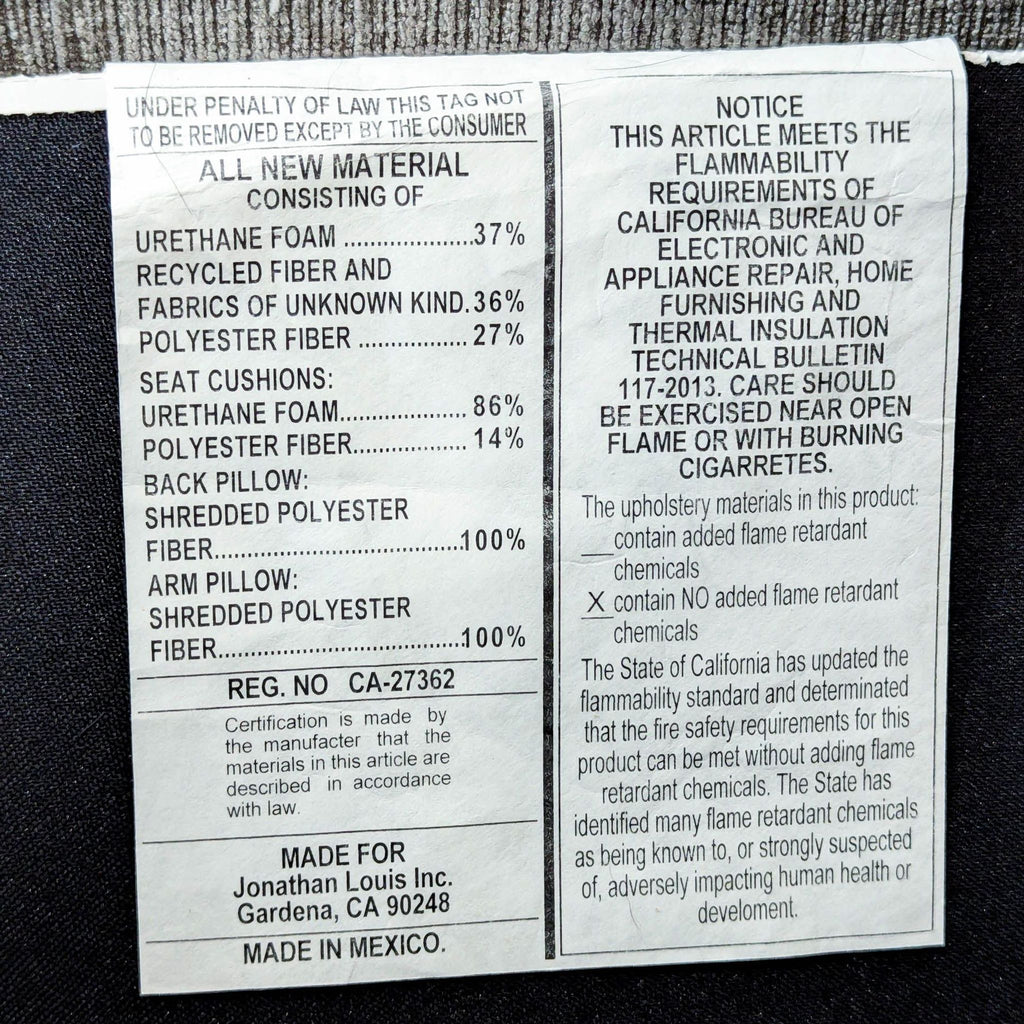 UNDER PENALTY OF LAW THIS TAG NOT
TO BE REMOVED EXCEPT BY THE CONSUMER
ALL NEW MATERIAL
CONSISTING OF
URETHANE FOAM ....................37%
RECYCLED FIBER AND
FABRICS OF UNKNOWN KIND.36%
POLYESTER FIBER ................. 27%
SEAT CUSHIONS:
URETHANE FOAM.................... 86%
POLYESTER FIBER.................. 14%
BACK PILLOW:
SHREDDED POLYESTER
FIBER......................................100%
ARM PILLOW:
SHREDDED POLYESTER
FIBER......................................100%
REG. NO CA-27362
Certification is made by
the manufacter that the
materials in this article are
described in accordance
with law.
MADE FOR
Jonathan Louis Inc.
Gardena, CA 90248
MADE IN MEXICO.
NOTICE
THIS ARTICLE MEETS THE
FLAMMABILITY
REQUIREMENTS OF
CALIFORNIA BUREAU OF
ELECTRONIC AND
APPLIANCE REPAIR, HOME
FURNISHING AND
THERMAL INSULATION
TECHNICAL BULLETIN
117-2013. CARE SHOULD
BE EXERCISED NEAR OPEN
FLAME OR WITH BURNING
CIGARRETES.
The upholstery materials in this product:
___contain added flame retardant
chemicals
X contain NO added flame retardant
chemicals
The State of California has updated the
flammability standard and determined
that the fire safety requirements for this
product can be met without adding flame
retardant chemicals. The State has
identified many flame retardant chemicals
as being known to, or strongly suspected
of, adversely impacting human health or
develoment.